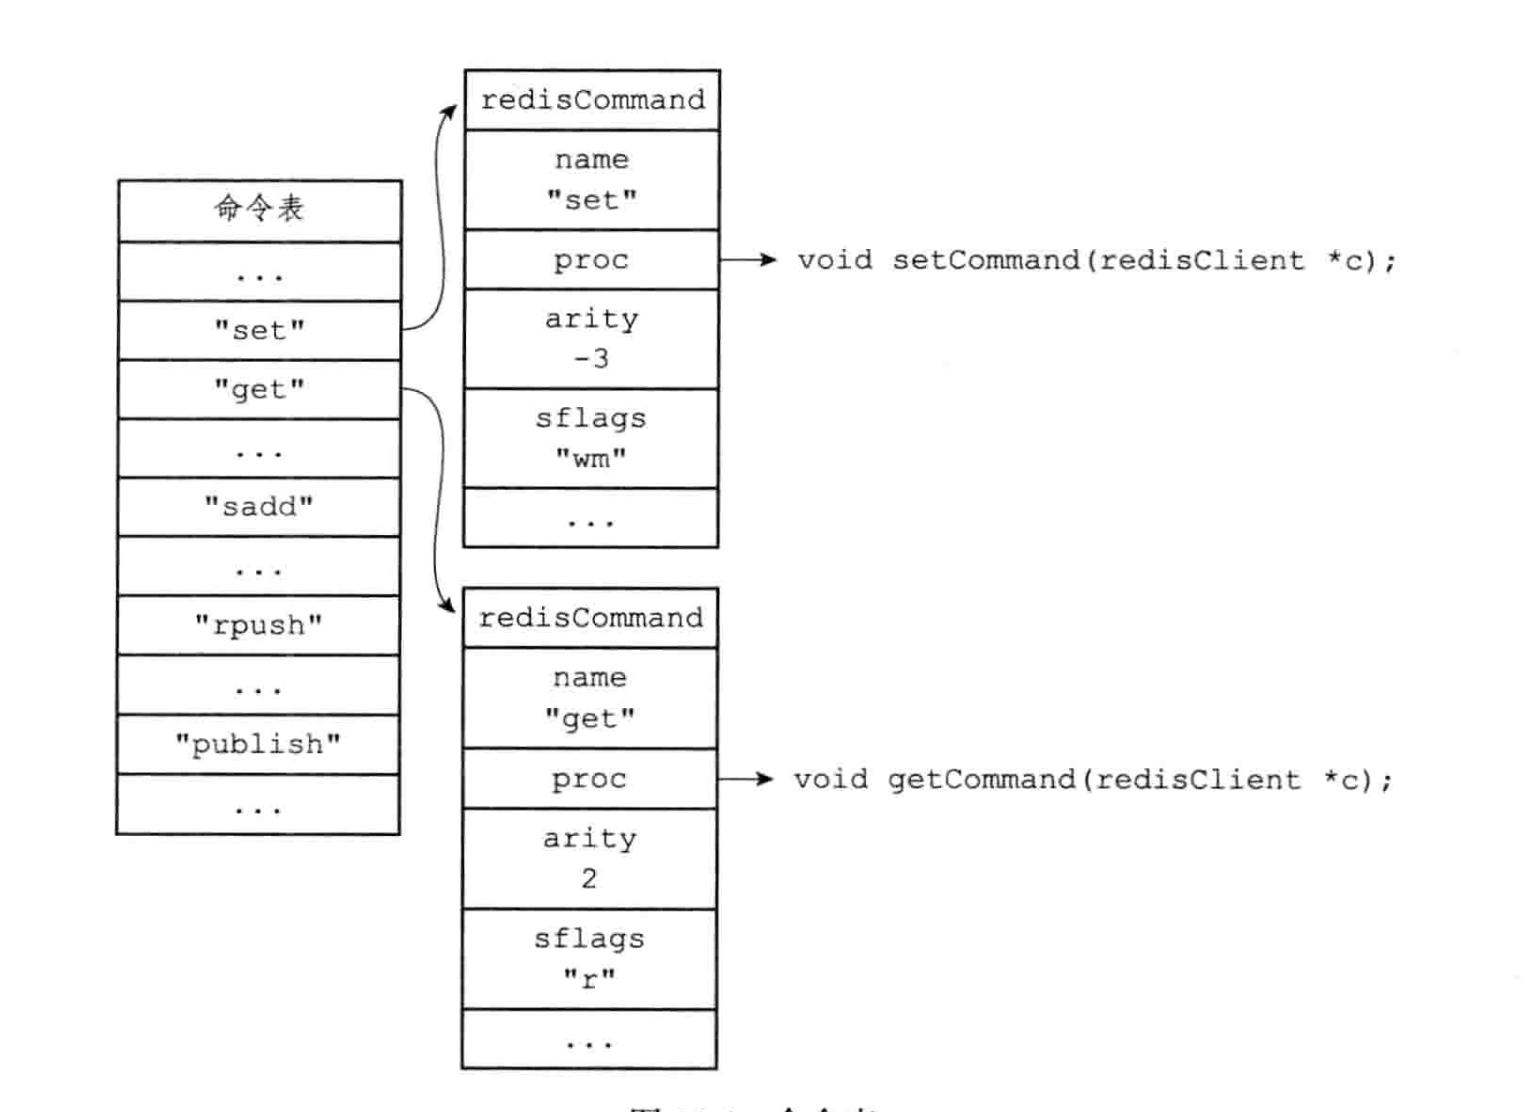 命令表
...
"set"
"get"
...
"sadd"
...
"rpush"
...
"publish"
...
redisCommand
name
"set"
proc
void setCommand(redisClient *c);
arity
-3
sflags
"wm"
...
redisCommand
name
"get"
proc
void getCommand(redisClient *c);
arity
2
sflags
"r"
...